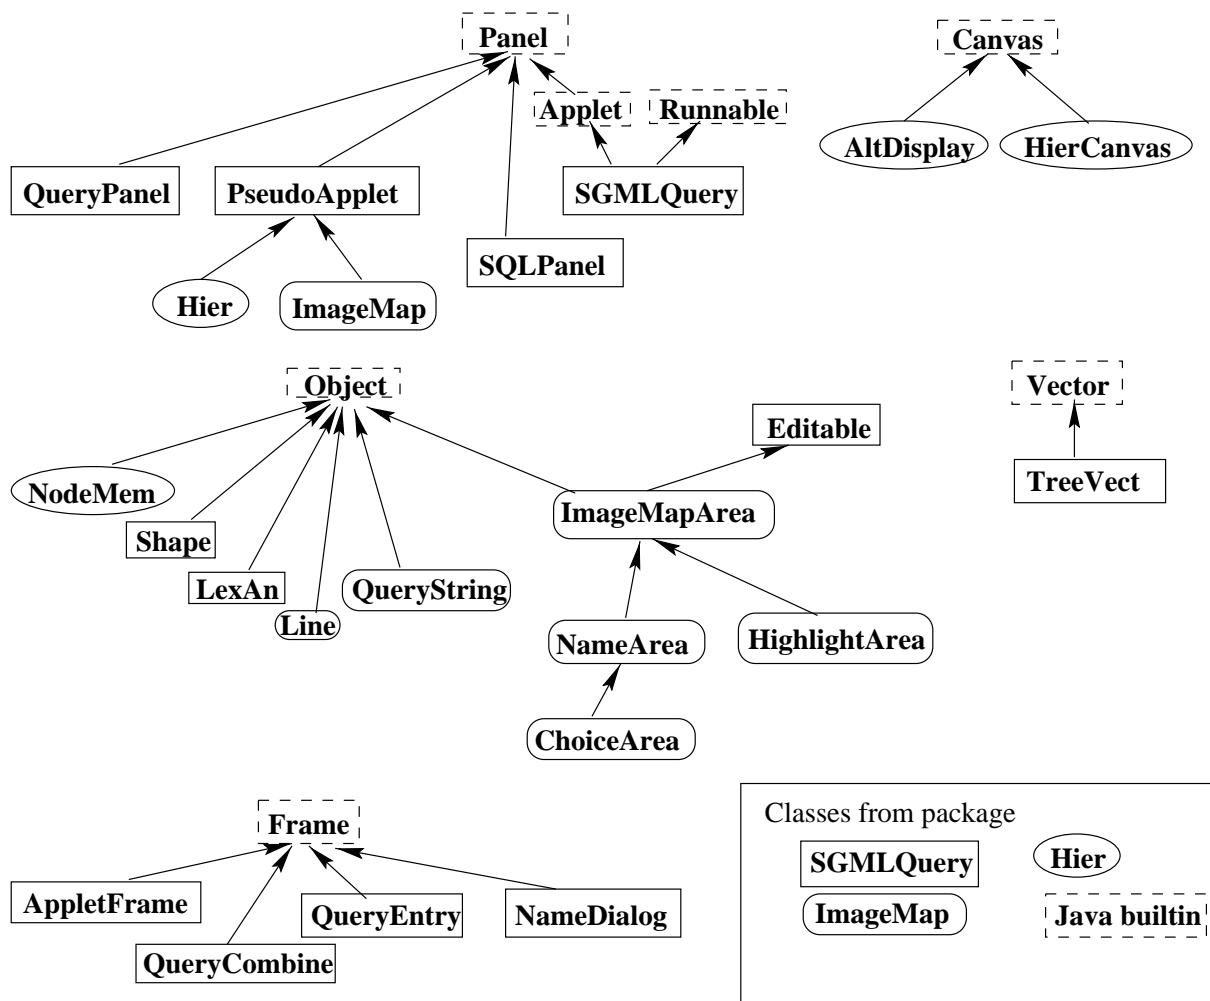 Panel
Canvas
Applet
Runnable
AltDisplay
HierCanvas
QueryPanel
PseudoApplet
SGMLQuery
SQLPanel
Hier
ImageMap
Object
Vector
Editable
NodeMem
TreeVect
ImageMapArea
Shape
LexAn
QueryString
Line
NameArea
HighlightArea
ChoiceArea
Frame
AppletFrame
QueryEntry
NameDialog
QueryCombine
Classes from package
SGMLQuery
Hier
ImageMap
Java builtin